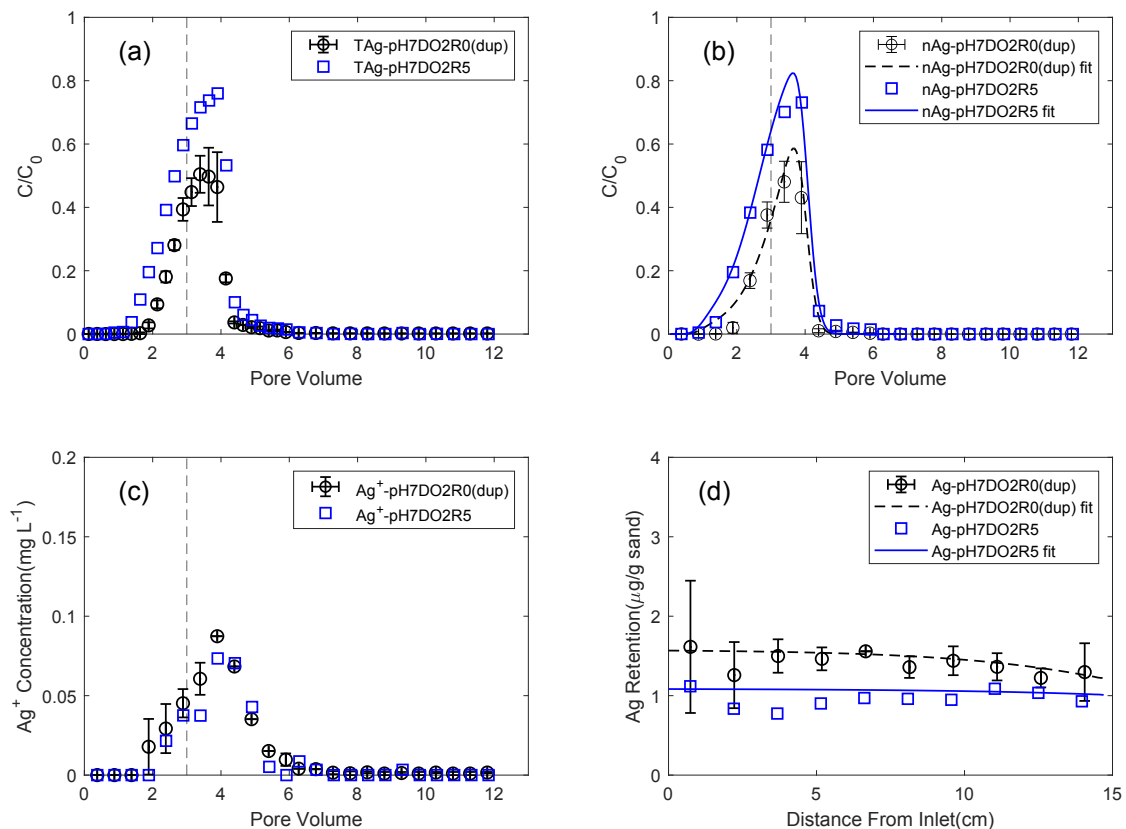 (a)
TAg-pH7DO2R0(dup)
TAg-pH7DO2R5
C/C0
1
0.8
0.6
0.4
0.2
0
0 2 4 6 8 10 12
Pore Volume
(b)
nAg-pH7DO2R0(dup)
nAg-pH7DO2R0(dup) fit
nAg-pH7DO2R5
nAg-pH7DO2R5 fit
C/C0
1
0.8
0.6
0.4
0.2
0
0 2 4 6 8 10 12
Pore Volume
(c)
Ag+-pH7DO2R0(dup)
Ag+-pH7DO2R5
Ag+ Concentration(mg L-1)
0.2
0.15
0.1
0.05
0
0 2 4 6 8 10 12
Pore Volume
(d)
Ag-pH7DO2R0(dup)
Ag-pH7DO2R0(dup) fit
Ag-pH7DO2R5
Ag-pH7DO2R5 fit
Ag Retention(μg/g sand)
4
3
2
1
0
0 5 10 15
Distance From Inlet(cm)